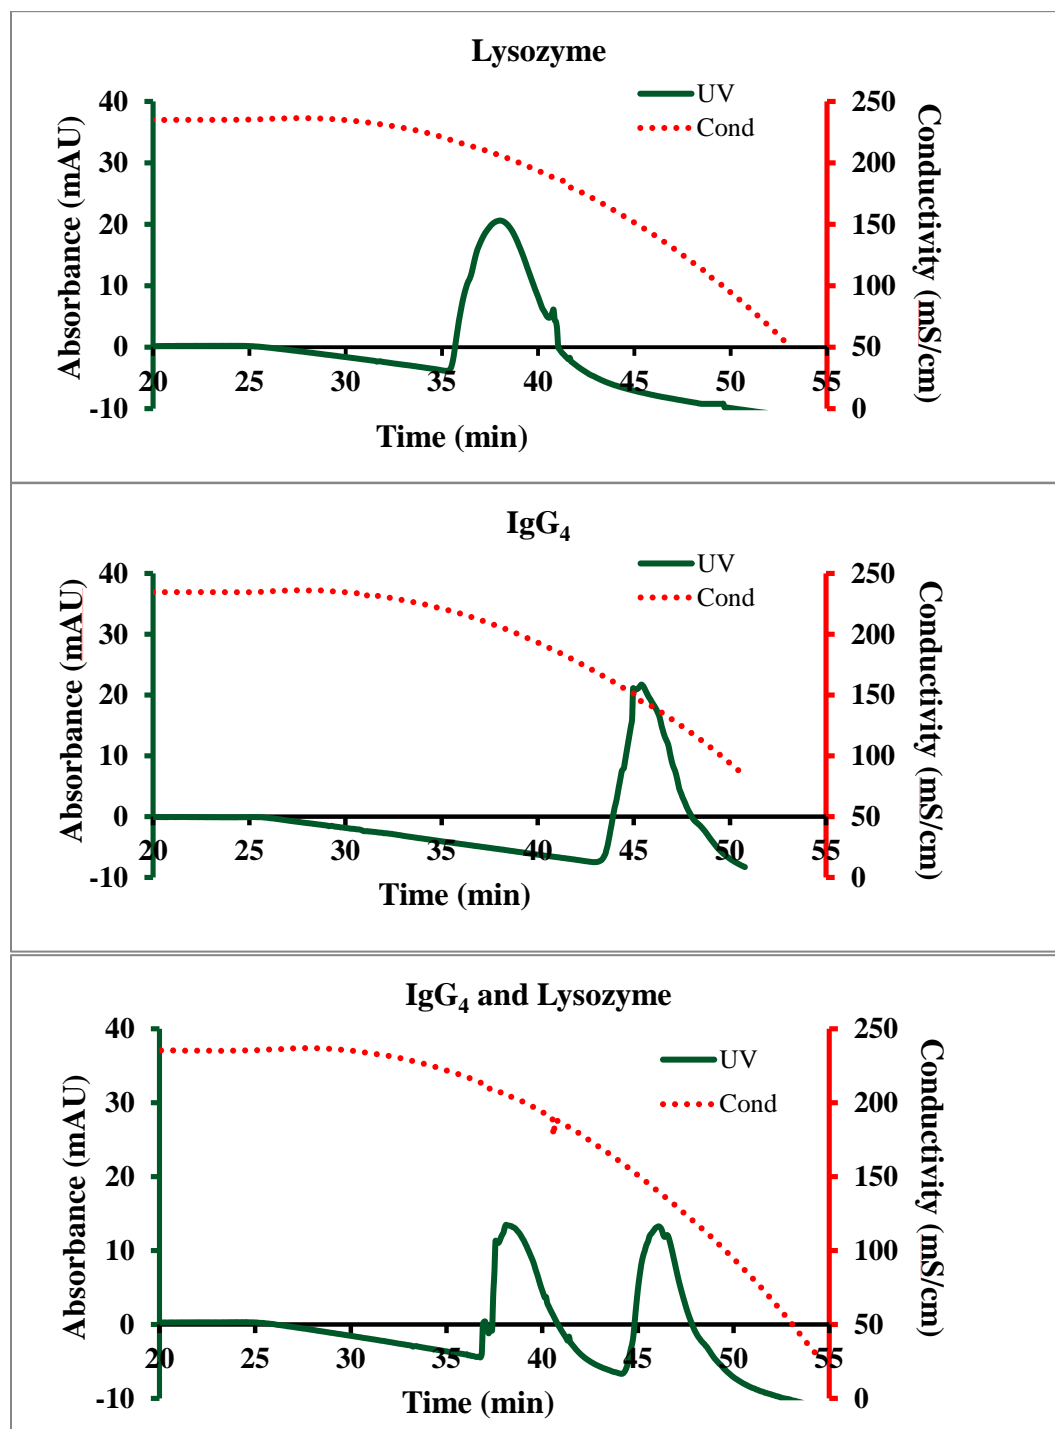 Lysozyme
UV
Cond
Absorbance (mAU)
40
30
20
10
0
-10
250
200
150
100
50
0
Conductivity (mS/cm)
20 25 30 35 40 45 50 55
Time (min)
IgG4
UV
Cond
Absorbance (mAU)
40
30
20
10
0
-10
250
200
150
100
50
0
Conductivity (mS/cm)
20 25 30 35 40 45 50 55
Time (min)
IgG4 and Lysozyme
UV
Cond
Absorbance (mAU)
40
30
20
10
0
-10
250
200
150
100
50
0
Conductivity (mS/cm)
20 25 30 35 40 45 50 55
Time (min)